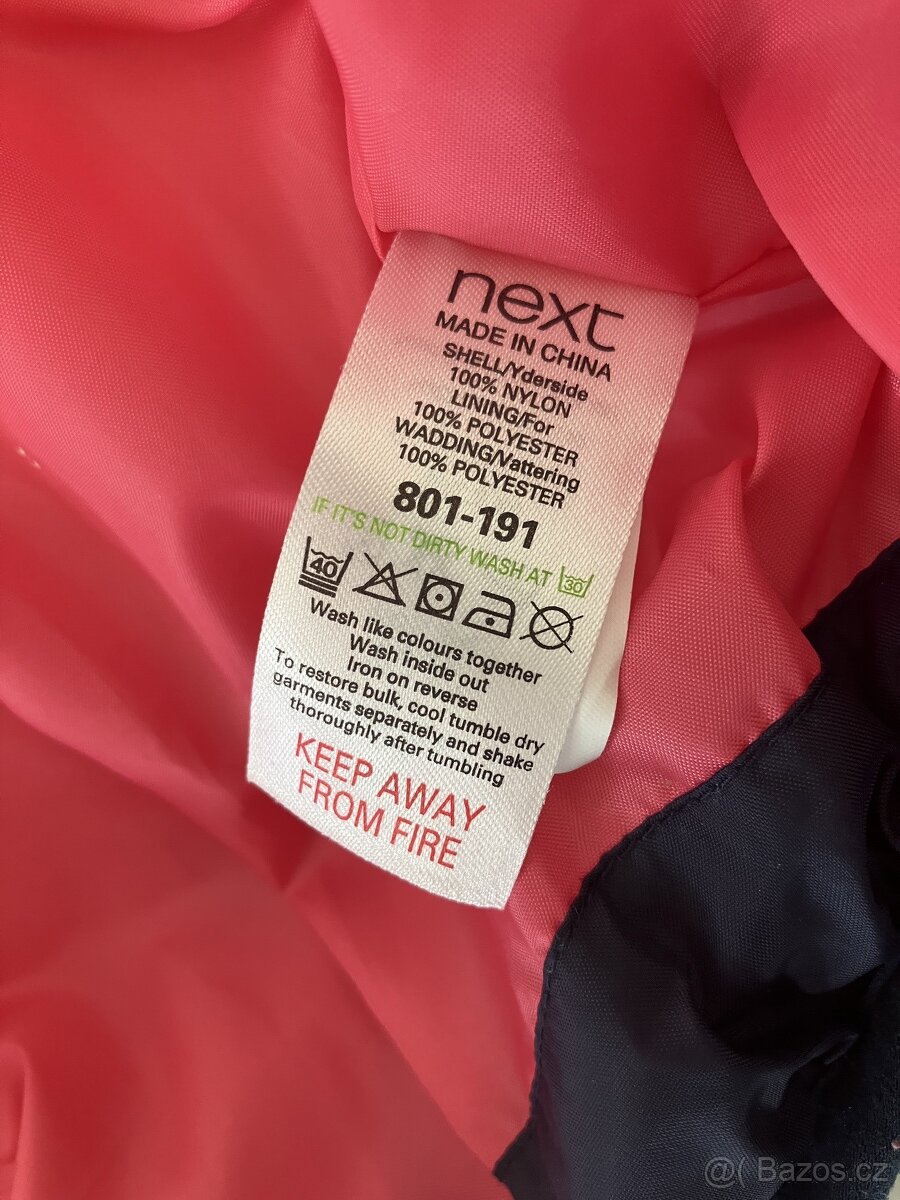 next
MADE IN CHINA
SHELL/Yderside
100% NYLON
LINING/For
100% POLYESTER
WADDING/Vattering
100% POLYESTER
801-191
IF IT'S NOT DIRTY WASH AT 30
40
Wash like colours together
Wash inside out
Iron on reverse
To restore bulk, cool tumble dry
garments separately and shake
thoroughly after tumbling
KEEP AWAY
FROM FIRE
@( Bazos.cz